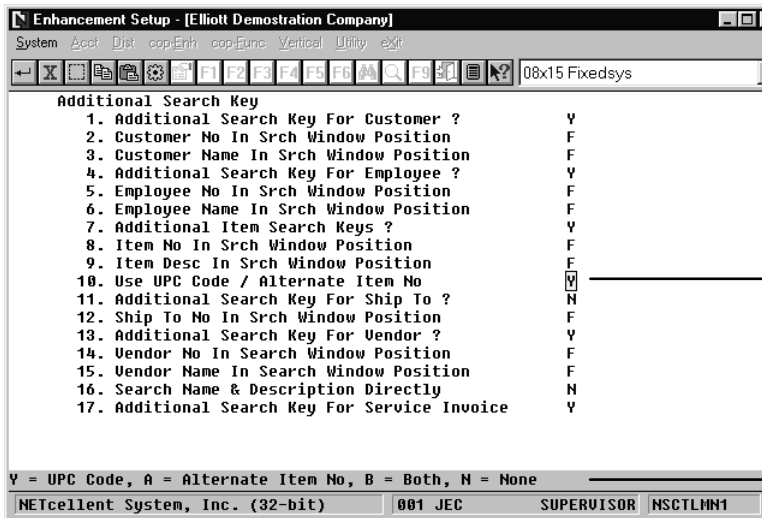 Enhancement Setup - [Elliott Demostration Company]
System Acct Dist cop-Enh cop-Func Vertical Utility eXit
F1 F2 F3 F4 F5 F6 F9 08x15 Fixedsys
Additional Search Key
1. Additional Search Key For Customer ? Y
2. Customer No In Srch Window Position F
3. Customer Name In Srch Window Position F
4. Additional Search Key For Employee ? Y
5. Employee No In Srch Window Position F
6. Employee Name In Srch Window Position F
7. Additional Item Search Keys ? Y
8. Item No In Srch Window Position F
9. Item Desc In Srch Window Position F
10. Use UPC Code / Alternate Item No Y
11. Additional Search Key For Ship To ? N
12. Ship To No In Srch Window Position F
13. Additional Search Key For Vendor ? Y
14. Vendor No In Search Window Position F
15. Vendor Name In Search Window Position F
16. Search Name & Description Directly N
17. Additional Search Key For Service Invoice Y
Y = UPC Code, A = Alternate Item No, B = Both, N = None
NETcellent System, Inc. (32-bit) 001 JEC SUPERVISOR NSCTLMN1